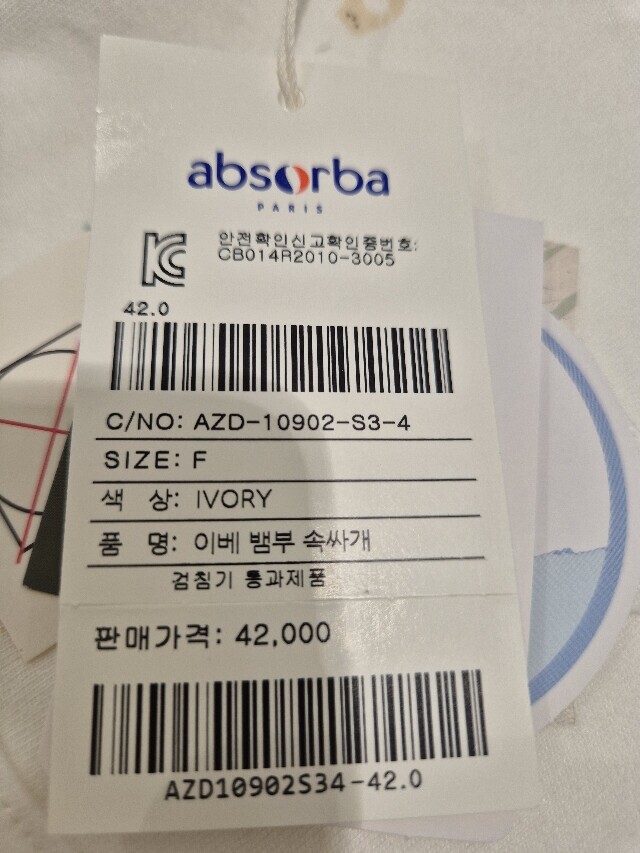 absorba
PARIS
안전확인신고확인증번호:
CB014R2010-3005
42.0
C/NO: AZD-10902-S3-4
SIZE: F
색 상: IVORY
품 명: 이베 뱀부 속싸개
검침기 통과제품
판매가격: 42,000
AZD10902S34-42.0